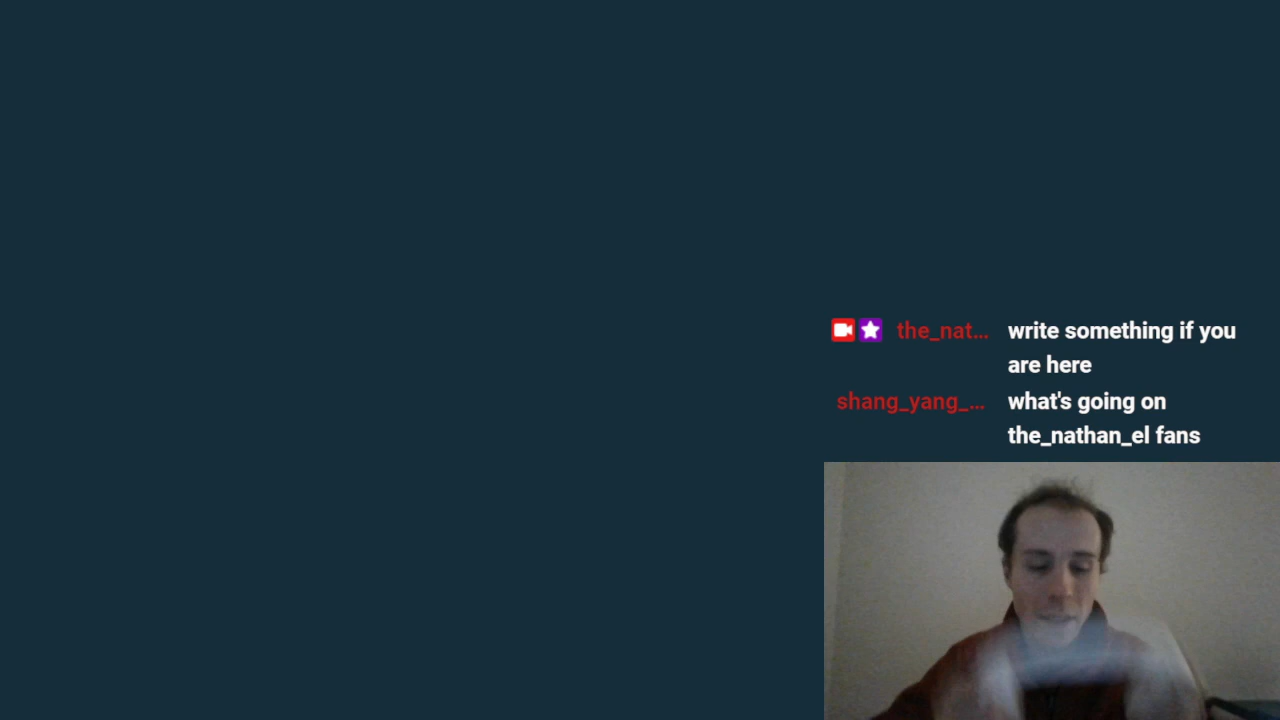 the_nat... write something if you
are here
shang_yang_... what's going on
the_nathan_el fans